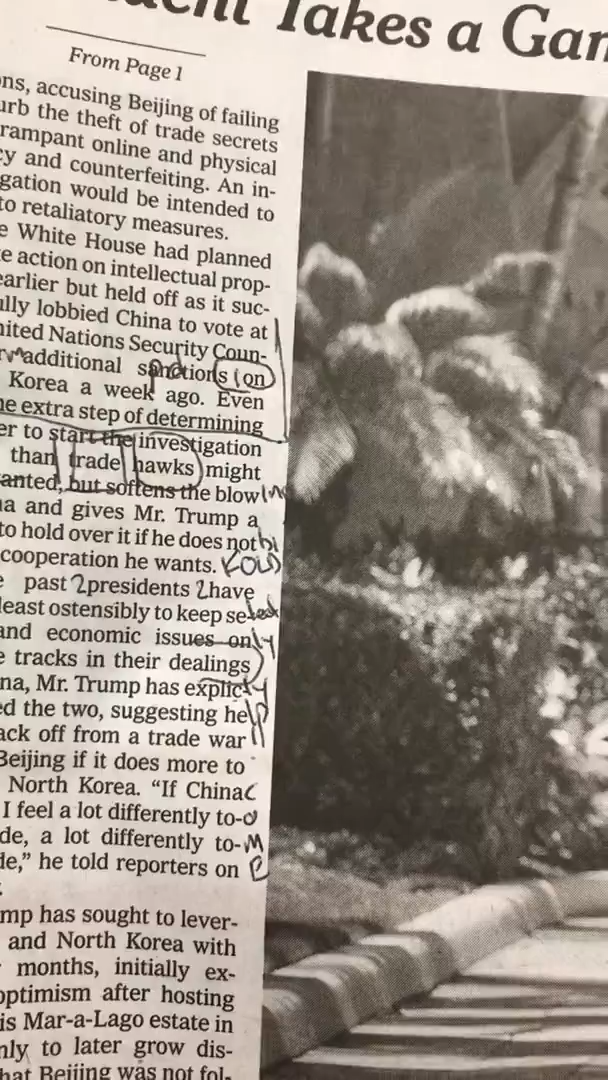 Takes a Gam
From Page 1
ns, accusing Beijing of failing
urb the theft of trade secrets
rampant online and physical
cy and counterfeiting. An in-
gation would be intended to
to retaliatory measures.
e White House had planned
e action on intellectual prop-
earlier but held off as it suc-
ully lobbied China to vote at
nited Nations Security Coun-
additional sanctions ion
Korea a week ago. Even
he extra step of determining
er to start the investigation
than trade hawks might
anted, but softens the blow
na and gives Mr. Trump a
to hold over it if he does not
cooperation he wants.
e past 2 presidents 2 have
least ostensibly to keep se
and economic issues only
e tracks in their dealings
na, Mr. Trump has explic
ed the two, suggesting help
ack off from a trade war
Beijing if it does more to
North Korea. “If China C
I feel a lot differently to- o
de, a lot differently to- M
de,” he told reporters on e
mp has sought to lever-
and North Korea with
months, initially ex-
optimism after hosting
is Mar-a-Lago estate in
nly to later grow dis-
hat Beijing was not fol-